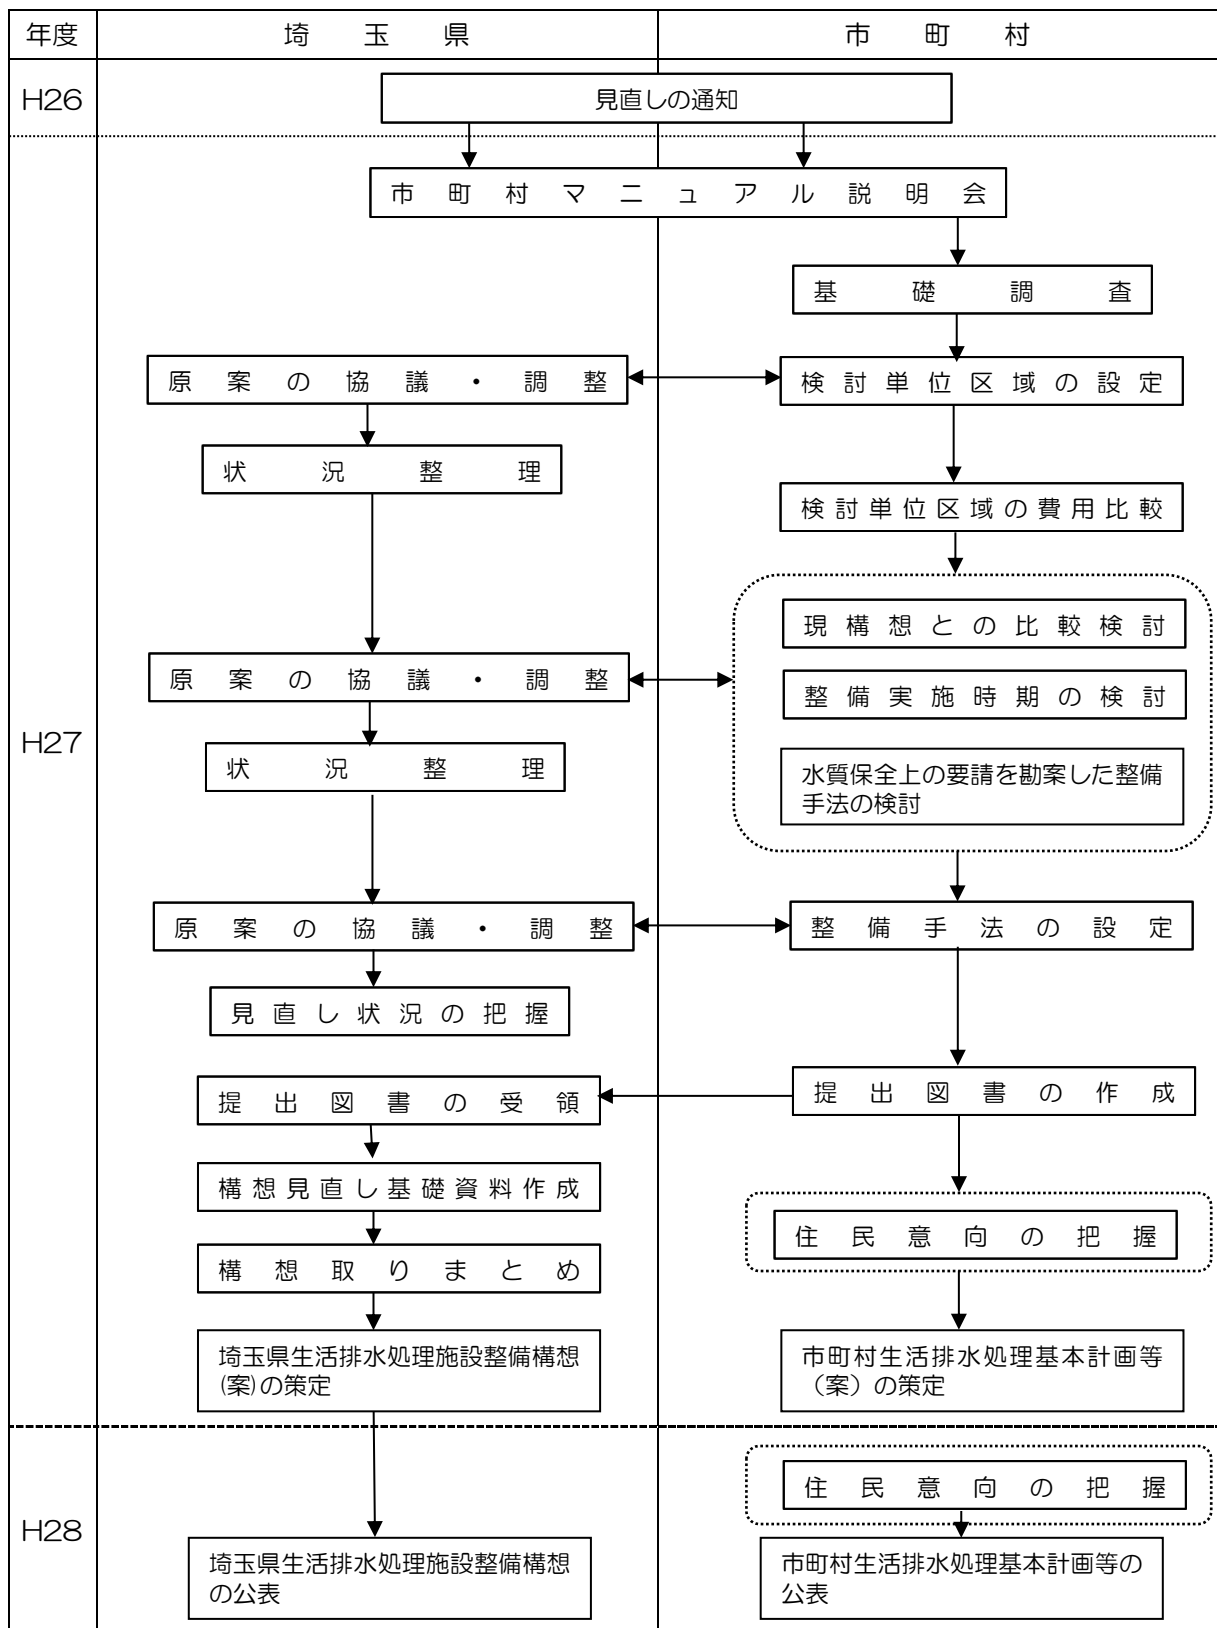 年度
埼玉県
市町村
H26
見直しの通知
市町村マニュアル説明会
基礎調査
原案の協議・調整
検討単位区域の設定
状況整理
検討単位区域の費用比較
現構想との比較検討
原案の協議・調整
整備実施時期の検討
H27
状況整理
水質保全上の要請を勘案した整備
手法の検討
原案の協議・調整
整備手法の設定
見直し状況の把握
提出図書の受領
提出図書の作成
構想見直し基礎資料作成
住民意向の把握
構想取りまとめ
埼玉県生活排水処理施設整備構想
(案)の策定
市町村生活排水処理基本計画等
（案）の策定
住民意向の把握
H28
埼玉県生活排水処理施設整備構想
の公表
市町村生活排水処理基本計画等の
公表